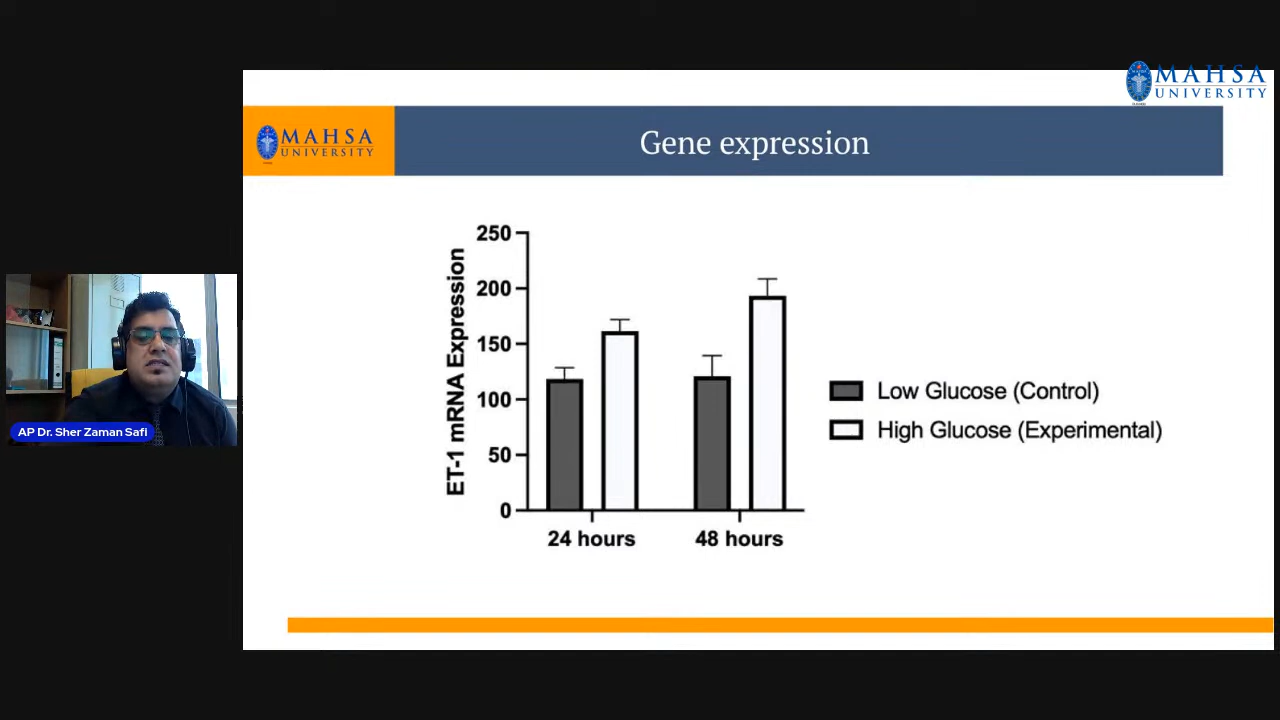 MAHSA
UNIVERSITY
MAHSA
UNIVERSITY
Gene expression
ET-1 mRNA Expression
250
200
150
100
50
0
24 hours
48 hours
Low Glucose (Control)
High Glucose (Experimental)
AP Dr. Sher Zaman Safi